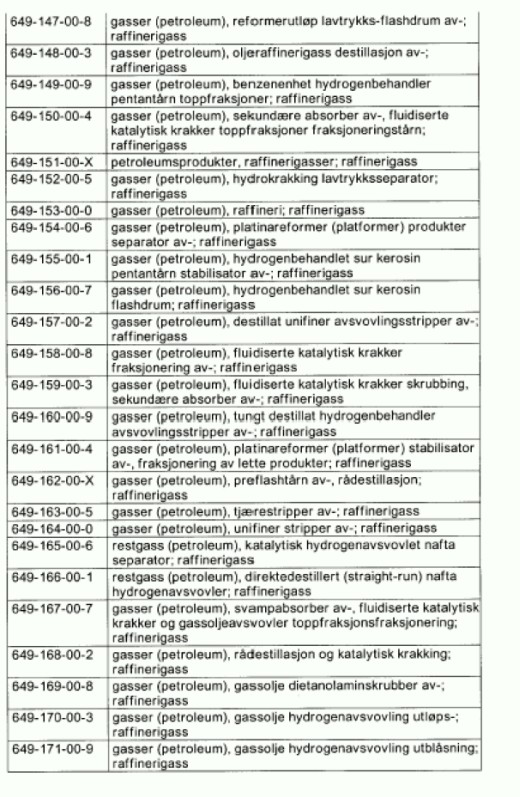 649-147-00-8 gasser (petroleum), reformerutløp lavtrykks-flashdrum av-;
raffinerigass
649-148-00-3 gasser (petroleum), oljeraffinerigass destillasjon av-;
raffinerigass
649-149-00-9 gasser (petroleum), benzenenhet hydrogenbehandler
pentantårn toppfraksjoner; raffinerigass
649-150-00-4 gasser (petroleum), sekundære absorber av-, fluidiserte
katalytisk krakker toppfraksjoner fraksjoneringstårn;
raffinerigass
649-151-00-X petroleumsprodukter, raffinerigasser; raffinerigass
649-152-00-5 gasser (petroleum), hydrokrakking lavtrykksseparator;
raffinerigass
649-153-00-0 gasser (petroleum), raffineri; raffinerigass
649-154-00-6 gasser (petroleum), platinareformer (platformer) produkter
separator av-; raffinerigass
649-155-00-1 gasser (petroleum), hydrogenbehandlet sur kerosin
pentantårn stabilisator av-; raffinerigass
649-156-00-7 gasser (petroleum), hydrogenbehandlet sur kerosin
flashdrum; raffinerigass
649-157-00-2 gasser (petroleum), destillat unifiner avsvovlingsstripper av-;
raffinerigass
649-158-00-8 gasser (petroleum), fluidiserte katalytisk krakker
fraksjonering av-; raffinerigass
649-159-00-3 gasser (petroleum), fluidiserte katalytisk krakker skrubbing,
sekundære absorber av-; raffinerigass
649-160-00-9 gasser (petroleum), tungt destillat hydrogenbehandler
avsvovlingsstripper av-; raffinerigass
649-161-00-4 gasser (petroleum), platinareformer (platformer) stabilisator
av-, fraksjonering av lette produkter; raffinerigass
649-162-00-X gasser (petroleum), preflashtårn av-, rådestillasjon;
raffinerigass
649-163-00-5 gasser (petroleum), tjærestripper av-; raffinerigass
649-164-00-0 gasser (petroleum), unifiner stripper av-; raffinerigass
649-165-00-6 restgass (petroleum), katalytisk hydrogenavsvovlet nafta
separator; raffinerigass
649-166-00-1 restgass (petroleum), direktedestillert (straight-run) nafta
hydrogenavsvovler; raffinerigass
649-167-00-7 gasser (petroleum), svampabsorber av-, fluidiserte katalytisk
krakker og gassoljeavsvovler toppfraksjonsfraksjonering;
raffinerigass
649-168-00-2 gasser (petroleum), rådestillasjon og katalytisk krakking;
raffinerigass
649-169-00-8 gasser (petroleum), gassolje dietanolaminskrubber av-;
raffinerigass
649-170-00-3 gasser (petroleum), gassolje hydrogenavsvovling utløps-;
raffinerigass
649-171-00-9 gasser (petroleum), gassolje hydrogenavsvovling utblåsning;
raffinerigass